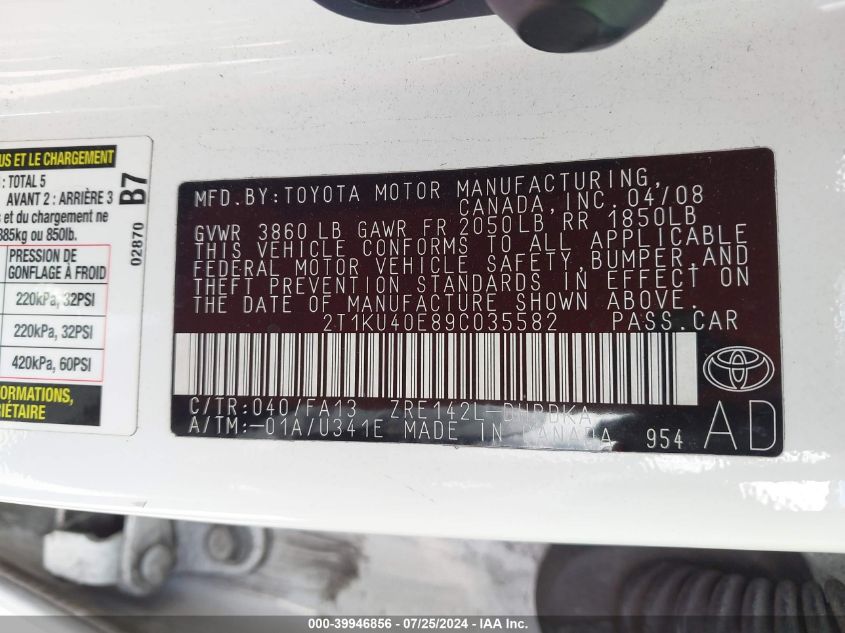 US ET LE CHARGEMENT
: TOTAL 5
AVANT 2 : ARRIÈRE 3
s et du chargement ne
385kg ou 850lb.
PRESSION DE
GONFLAGE À FROID
220kPa, 32PSI
220kPa, 32PSI
420kPa, 60PSI
FORMATIONS,
IÉTAIRE
02870 B7
MFD. BY: TOYOTA MOTOR MANUFACTURING,
CANADA, INC. 04/08
GVWR 3860 LB GAWR FR 2050LB RR 1850LB
THIS VEHICLE CONFORMS TO ALL APPLICABLE
FEDERAL MOTOR VEHICLE SAFETY, BUMPER, AND
THEFT PREVENTION STANDARDS IN EFFECT ON
THE DATE OF MANUFACTURE SHOWN ABOVE.
2T1KU40E89C035582 PASS.CAR
C/TR: 040/FA13 ZRE142L-DHPDKA
A/TM: -01A/U341E MADE IN CANADA 954
AD
000-39946856 - 07/25/2024 - © IAA, Inc.